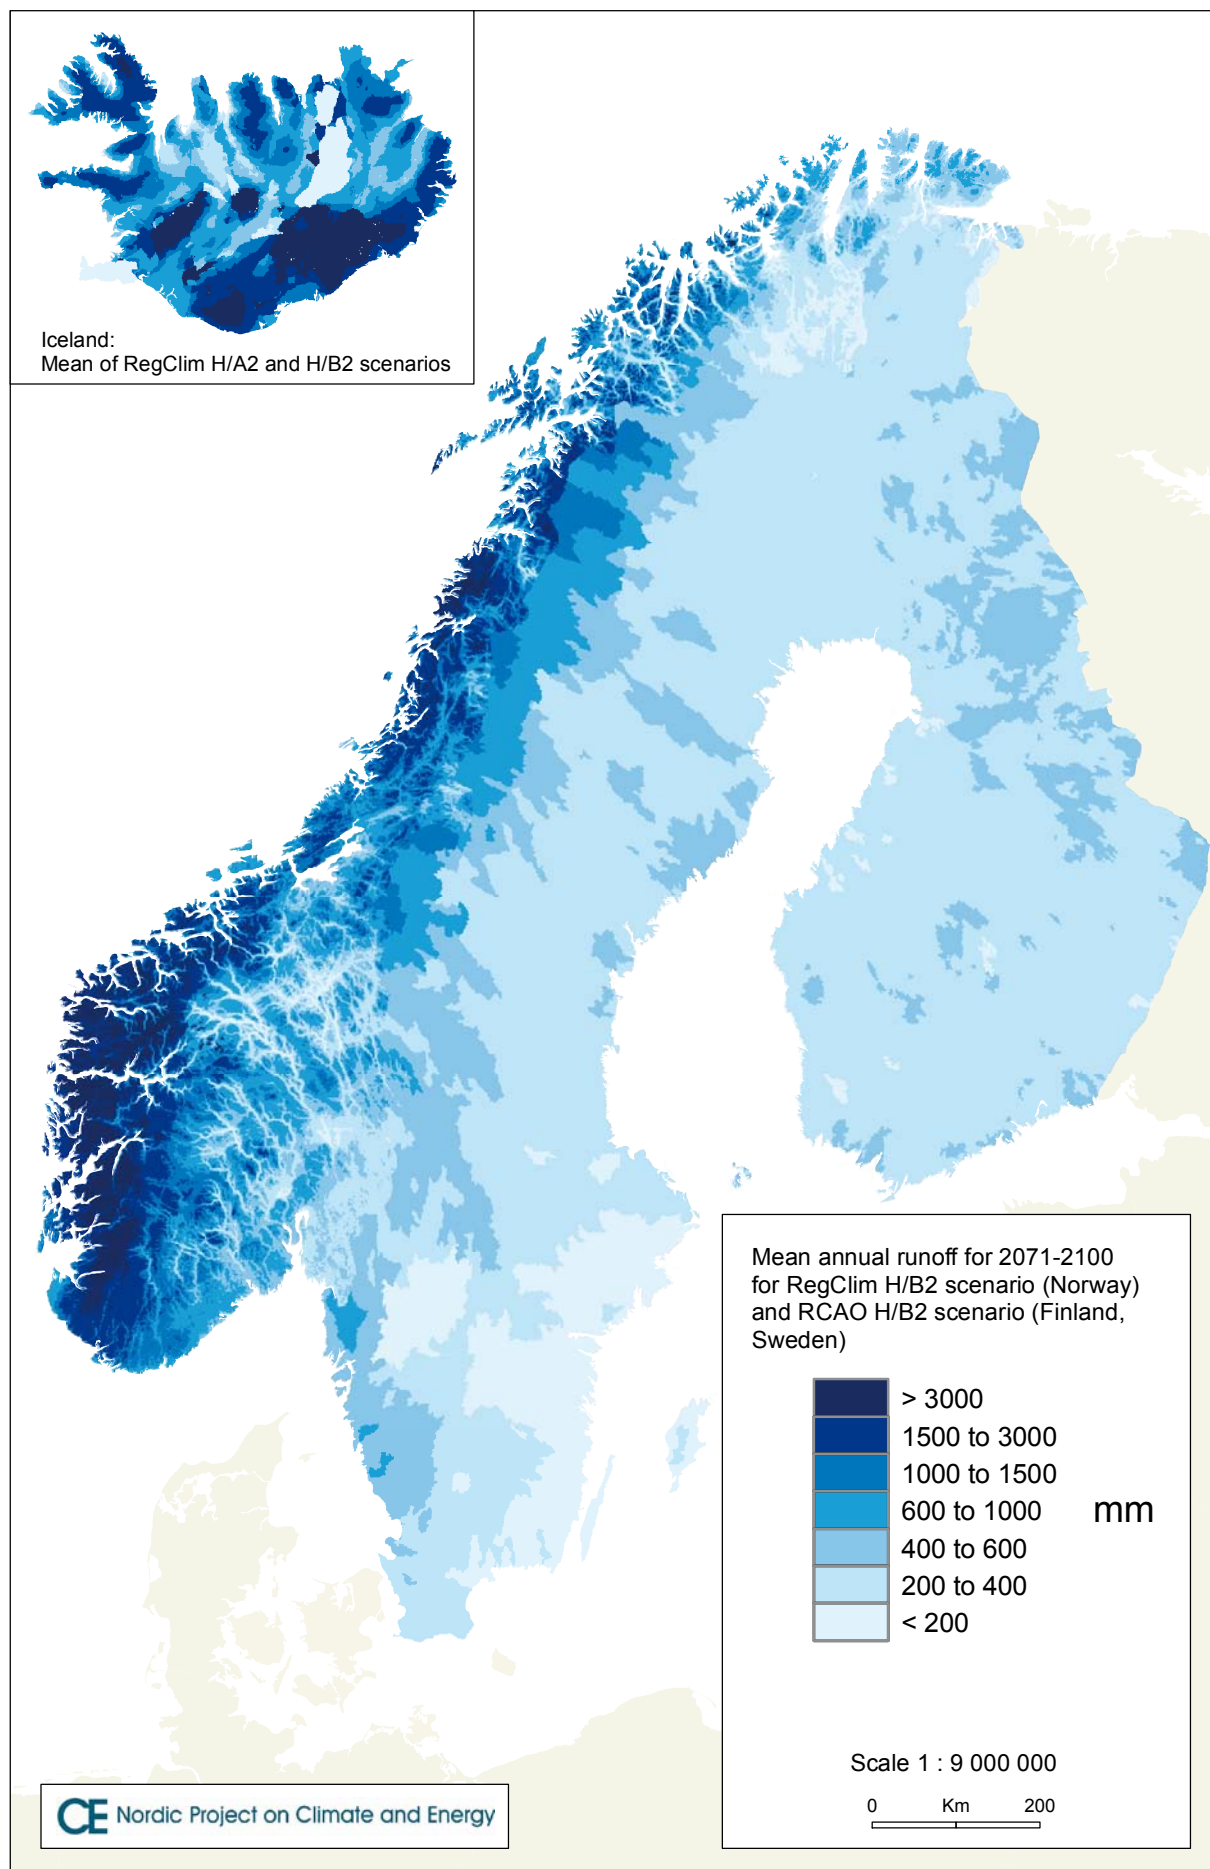 Iceland:
Mean of RegClim H/A2 and H/B2 scenarios
Mean annual runoff for 2071-2100
for RegClim H/B2 scenario (Norway)
and RCAO H/B2 scenario (Finland,
Sweden)
> 3000
1500 to 3000
1000 to 1500
600 to 1000
mm
400 to 600
200 to 400
< 200
Scale 1 : 9 000 000
0 Km 200
CE Nordic Project on Climate and Energy